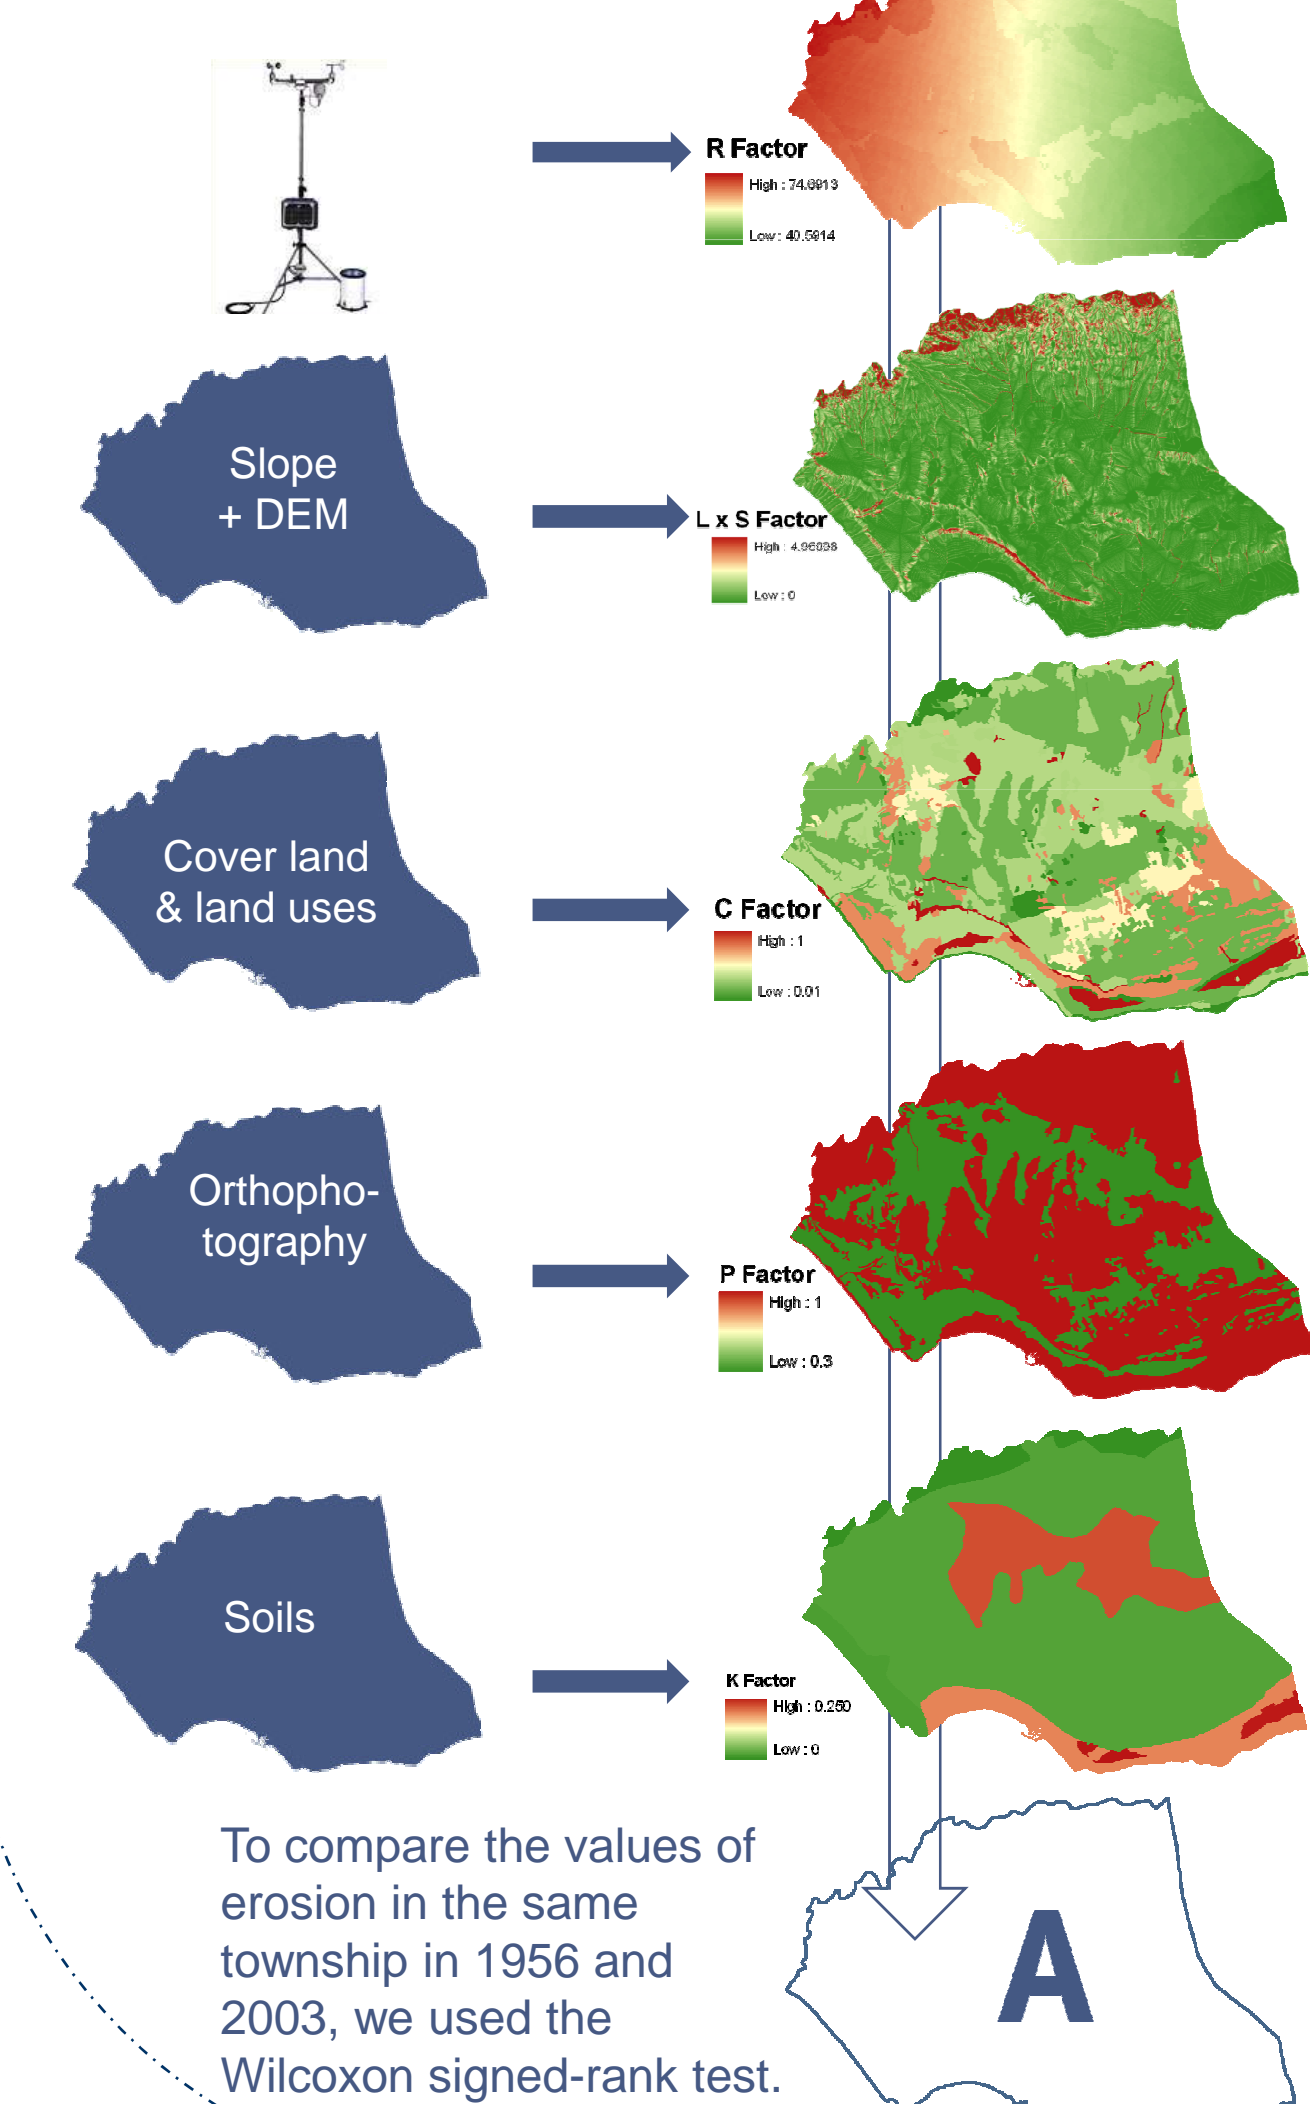 R Factor
High : 74.6913
Low : 40.5914
Slope
+ DEM
L x S Factor
High : 4.96098
Low : 0
Cover land
& land uses
C Factor
High : 1
Low : 0.01
Orthopho-
tography
P Factor
High : 1
Low : 0.3
Soils
K Factor
High : 0.250
Low : 0
To compare the values of
erosion in the same
township in 1956 and
2003, we used the
Wilcoxon signed-rank test.
A